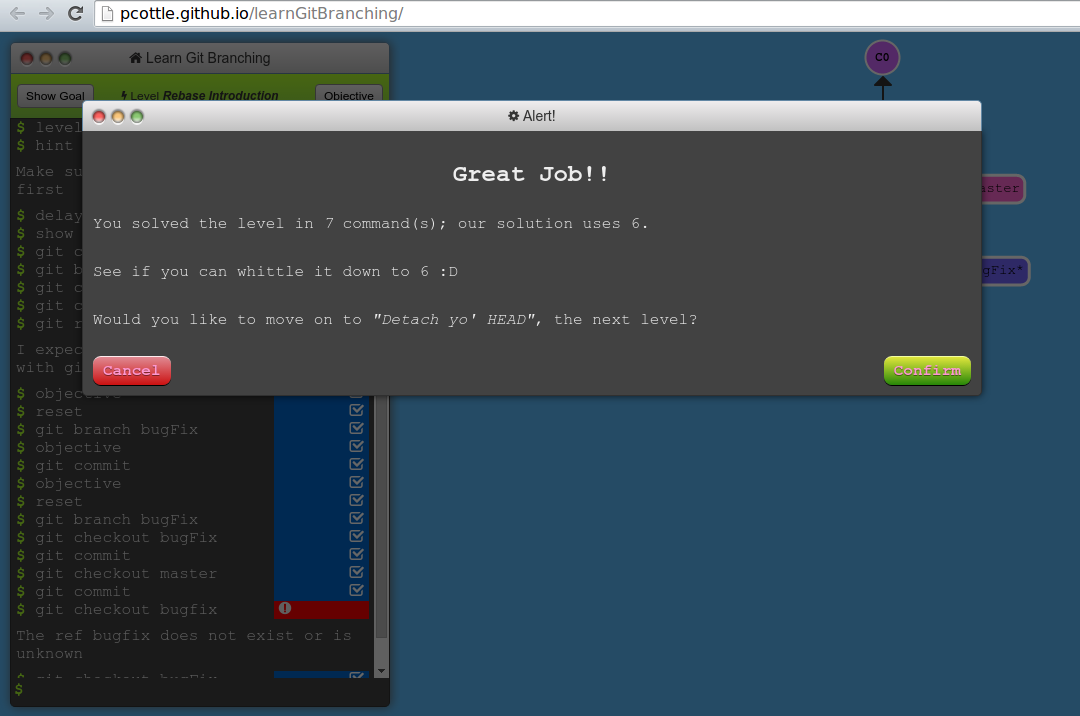 pcottle.github.io/learnGitBranching/
Learn Git Branching
C0
Show Goal
Level Rebase Introduction
Objective
Alert!
$ level
$ hint
Great Job!!
Make su
first
aster
$ delay
You solved the level in 7 command(s); our solution uses 6.
$ show
$ git c
$ git b
See if you can whittle it down to 6 :D
gFix*
$ git c
$ git c
$ git r
Would you like to move on to "Detach yo' HEAD", the next level?
I expec
with gi
Cancel
Confirm
$ objective
$ reset
$ git branch bugFix
$ objective
$ git commit
$ objective
$ reset
$ git branch bugFix
$ git checkout bugFix
$ git commit
$ git checkout master
$ git commit
$ git checkout bugfix
The ref bugfix does not exist or is
unknown
$ git checkout bugFix
$